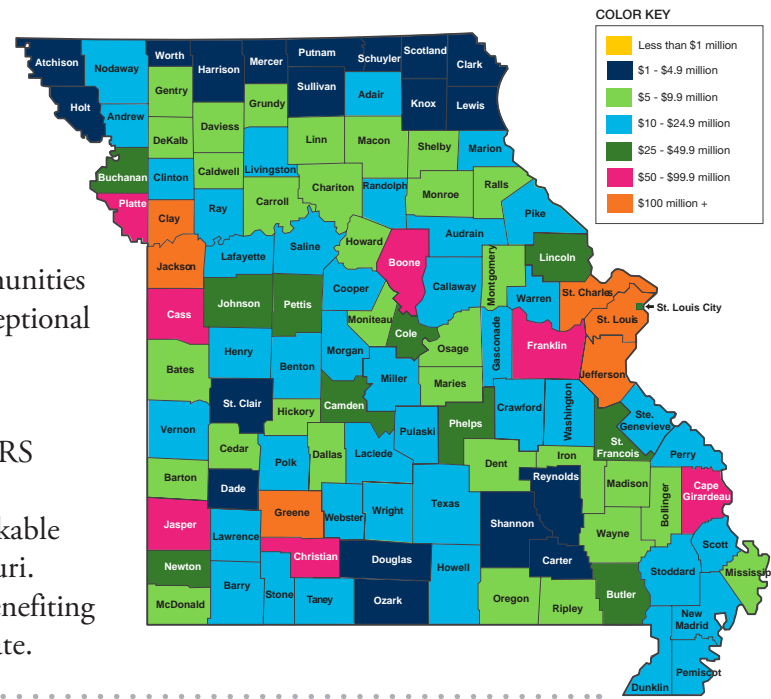 COLOR KEY
Less than $1 million
$1 - $4.9 million
$5 - $9.9 million
$10 - $24.9 million
$25 - $49.9 million
$50 - $99.9 million
$100 million +
munities
eptional
RS
kable
uri.
enefiting
ate.
Atchison
Nodaway
Worth
Harrison
Mercer
Putnam
Schuyler
Scotland
Clark
Holt
Andrew
Gentry
Grundy
Sullivan
Adair
Knox
Lewis
DeKalb
Daviess
Linn
Macon
Shelby
Marion
Buchanan
Clinton
Caldwell
Livingston
Chariton
Randolph
Monroe
Ralls
Platte
Clay
Ray
Carroll
Pike
Jackson
Lafayette
Saline
Howard
Boone
Audrain
Lincoln
Montgomery
Callaway
Warren
St. Charles
St. Louis
St. Louis City
Cass
Johnson
Pettis
Cooper
Moniteau
Cole
Osage
Gasconade
Franklin
Jefferson
Bates
Henry
Benton
Morgan
Miller
Maries
St. Clair
Hickory
Camden
Phelps
Crawford
Washington
Ste.
Genevieve
St.
Francois
Perry
Vernon
Cedar
Polk
Dallas
Laclede
Pulaski
Dent
Iron
Reynolds
Madison
Bollinger
Cape
Girardeau
Barton
Dade
Greene
Webster
Wright
Texas
Shannon
Wayne
Scott
Jasper
Lawrence
Christian
Douglas
Howell
Carter
Stoddard
Mississip
Newton
McDonald
Barry
Stone
Taney
Ozark
Oregon
Ripley
Butler
New
Madrid
Dunklin
Pemiscot